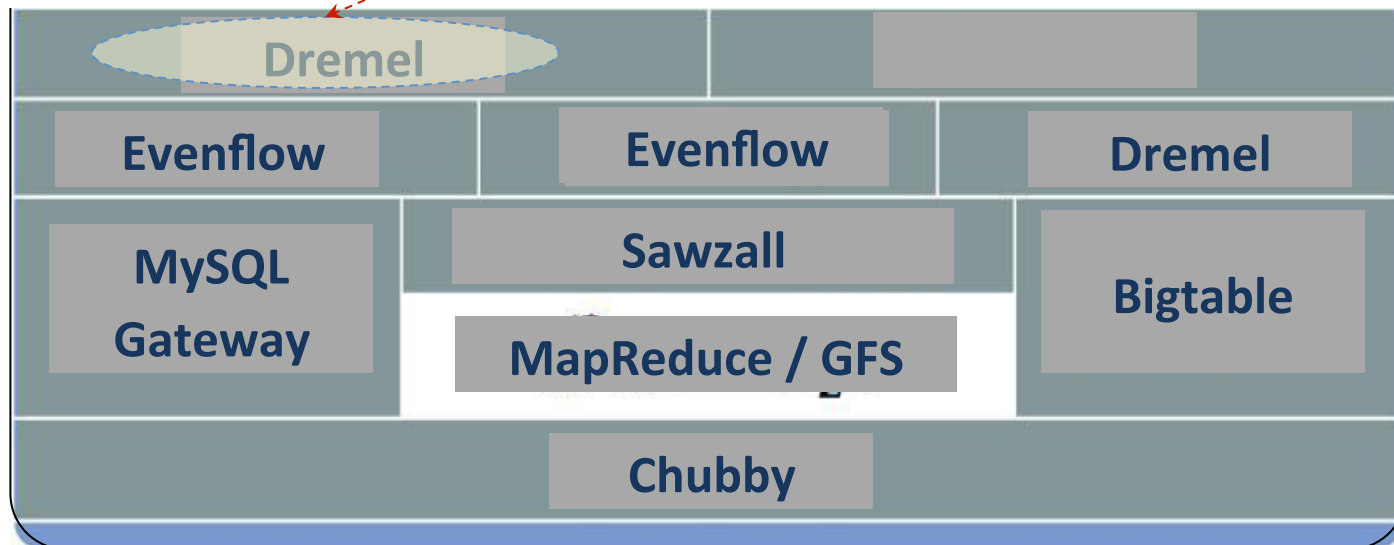 Dremel
Evenflow
Evenflow
Dremel
MySQL
Gateway
Sawzall
MapReduce / GFS
Bigtable
Chubby